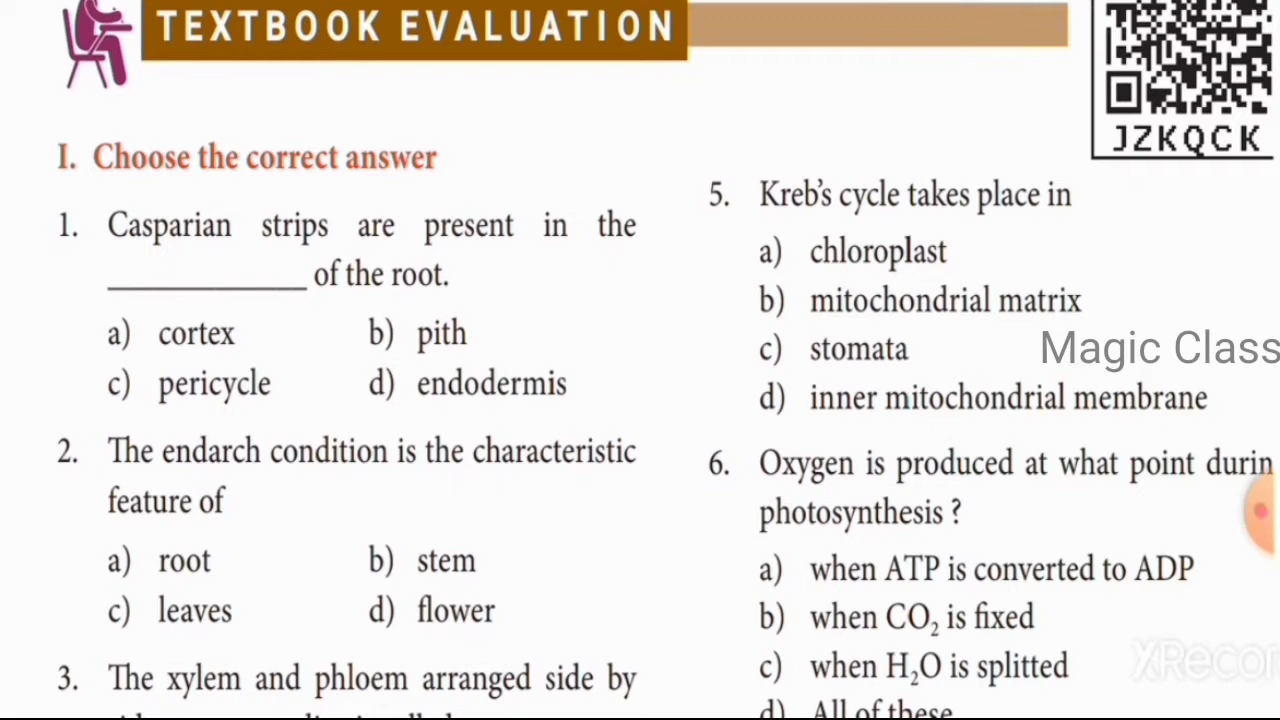 TEXTBOOK EVALUATION
JZKQCK
I. Choose the correct answer
1. Casparian strips are present in the
____________ of the root.
a) cortex b) pith
c) pericycle d) endodermis
2. The endarch condition is the characteristic
feature of
a) root b) stem
c) leaves d) flower
3. The xylem and phloem arranged side by
5. Kreb's cycle takes place in
a) chloroplast
b) mitochondrial matrix
c) stomata
d) inner mitochondrial membrane
Magic Class
6. Oxygen is produced at what point durin
photosynthesis ?
a) when ATP is converted to ADP
b) when CO₂ is fixed
c) when H₂O is splitted
d) All of these
XRecor